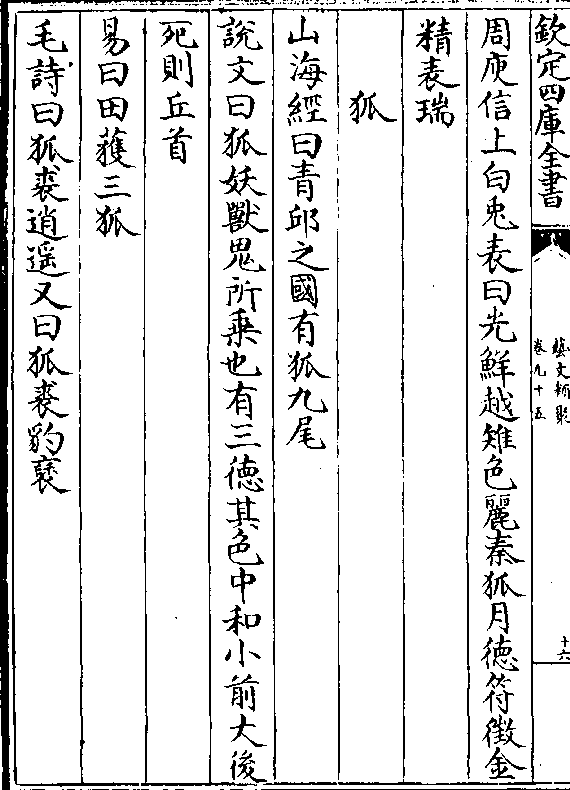 欽定四庫全書
藝文類聚
卷九十五
十六
周庾信上白兎表曰光鮮越雉色麗秦狐月徳符徴金
精表瑞
狐
山海經曰青邱之國有狐九尾
說文曰狐妖獸鬼所乗也有三徳其色中和小前大後
死則丘首
易曰田獲三狐
毛詩曰狐裘逍遥又曰狐裘豹褎